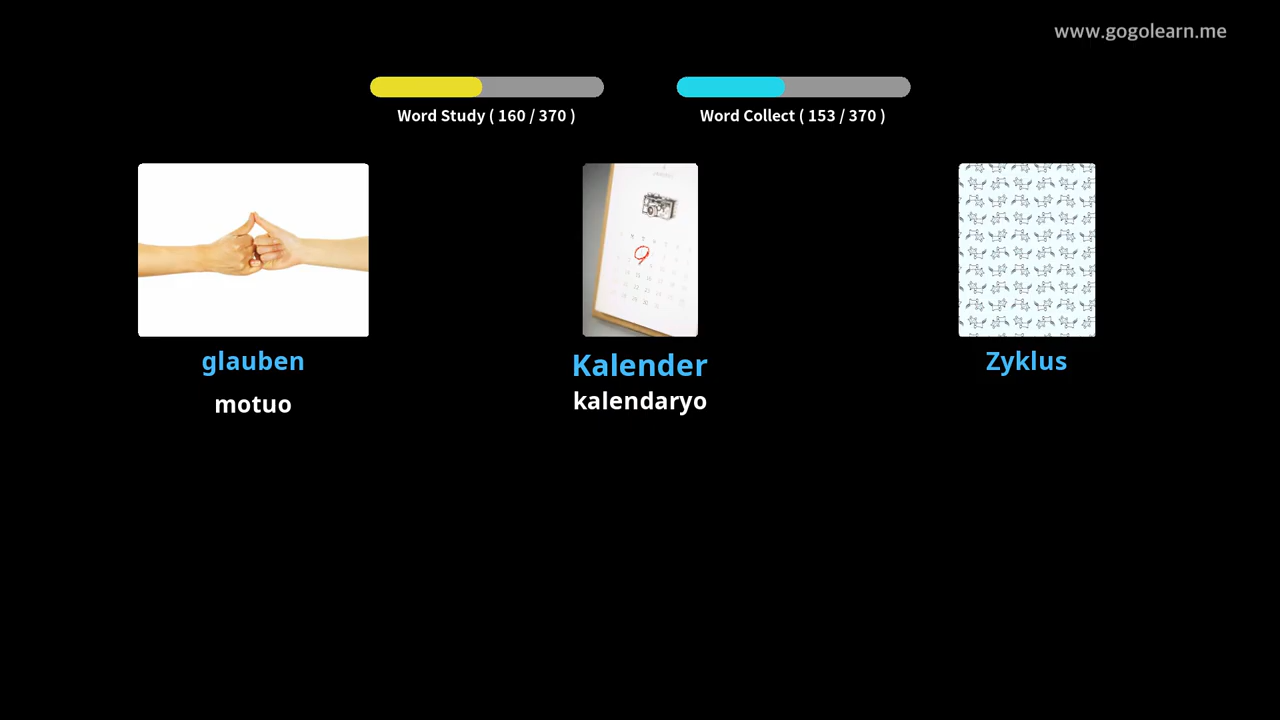 www.gogolearn.me
Word Study ( 160 / 370 )
Word Collect ( 153 / 370 )
glauben
Kalender
Zyklus
motuo
kalendaryo